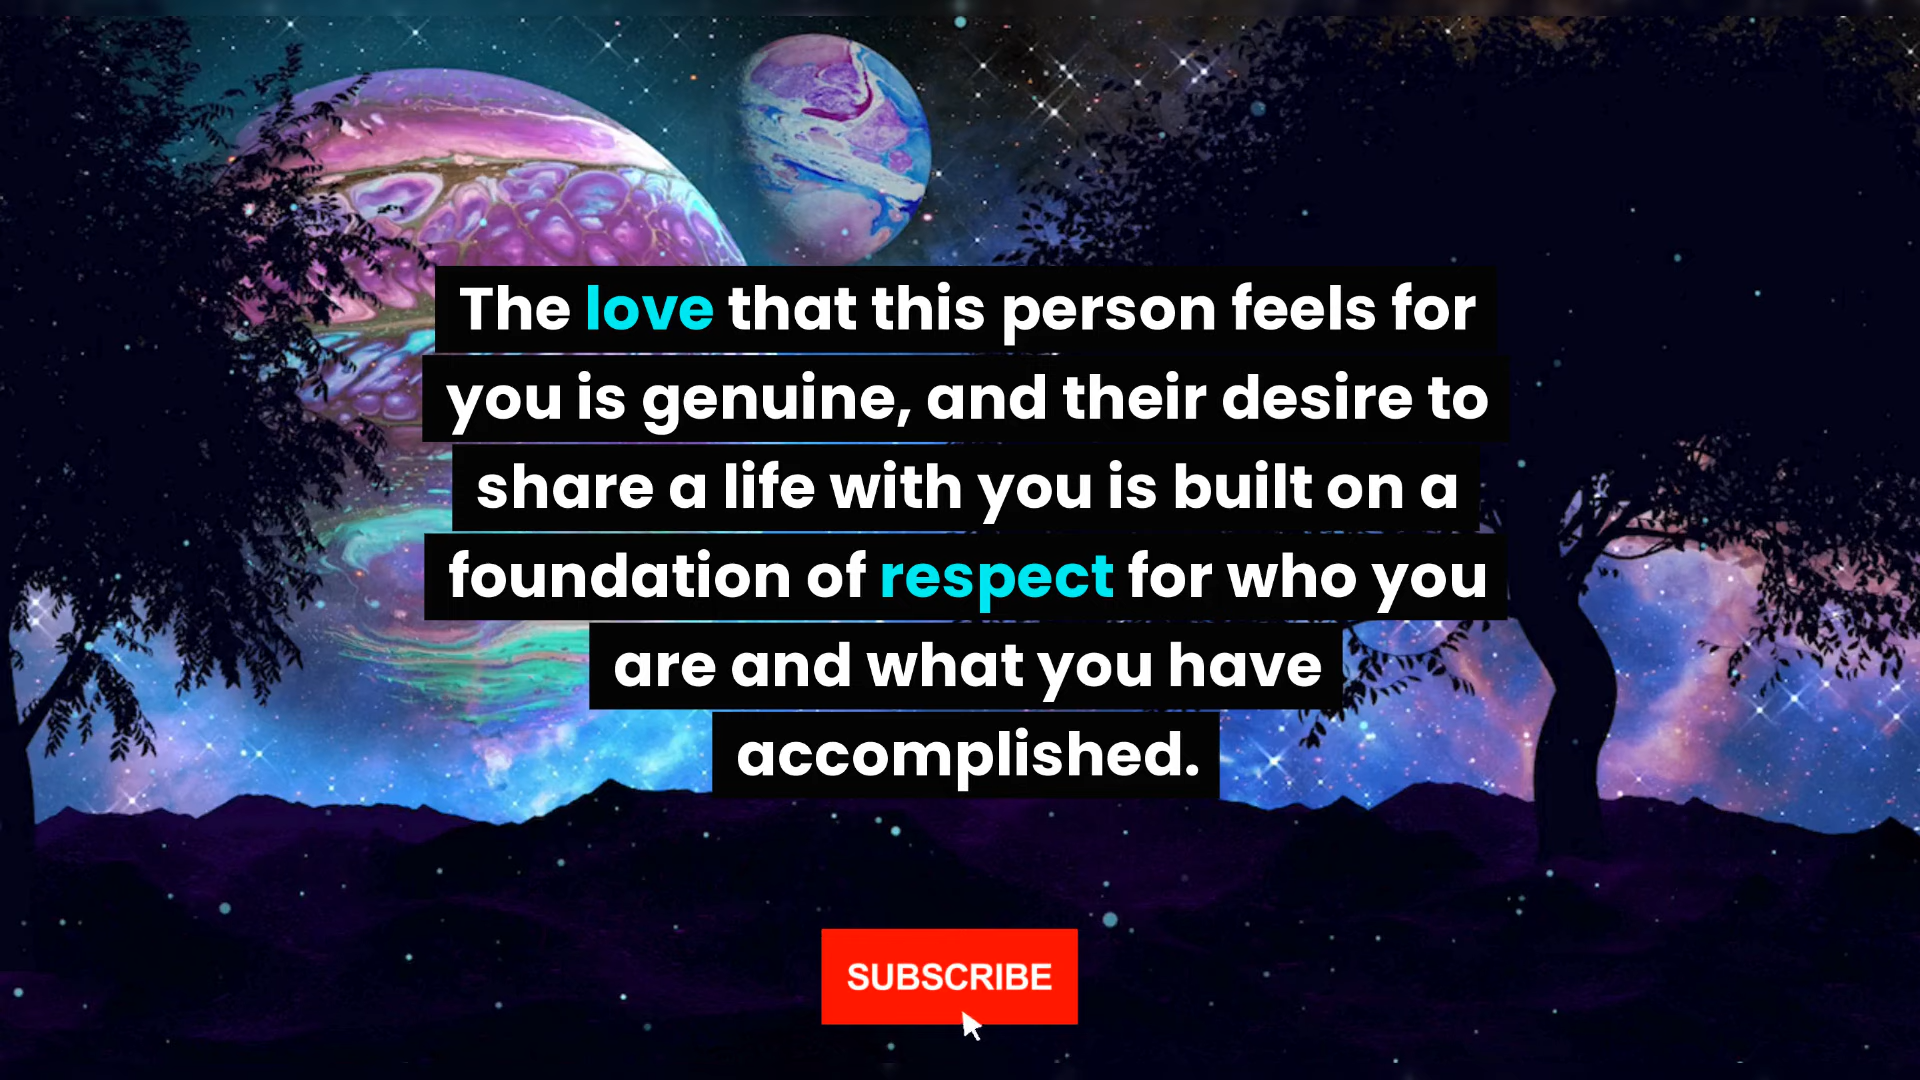 The love that this person feels for
you is genuine, and their desire to
share a life with you is built on a
foundation of respect for who you
are and what you have
accomplished.
SUBSCRIBE